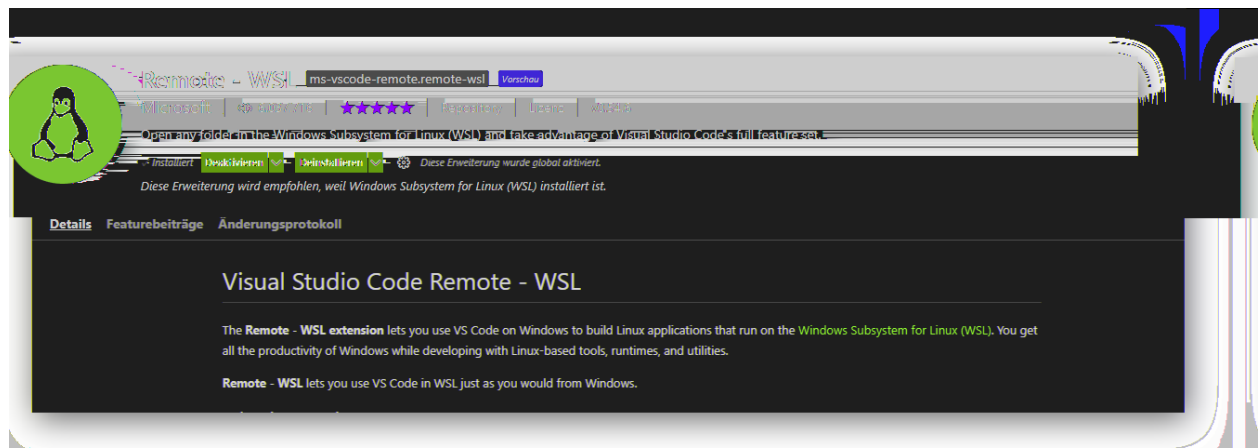 Remote - WSL ms-vscode-remote.remote-wsl Vorschau
Microsoft Repository
Open any folder in the Windows Subsystem for Linux (WSL) and take advantage of Visual Studio Code's full feature set.
Installiert Deaktivieren Deinstallieren Diese Erweiterung wurde global aktiviert.
Diese Erweiterung wird empfohlen, weil Windows Subsystem for Linux (WSL) installiert ist.
Details Featurebeiträge Änderungsprotokoll
Visual Studio Code Remote - WSL
The Remote - WSL extension lets you use VS Code on Windows to build Linux applications that run on the Windows Subsystem for Linux (WSL). You get
all the productivity of Windows while developing with Linux-based tools, runtimes, and utilities.
Remote - WSL lets you use VS Code in WSL just as you would from Windows.